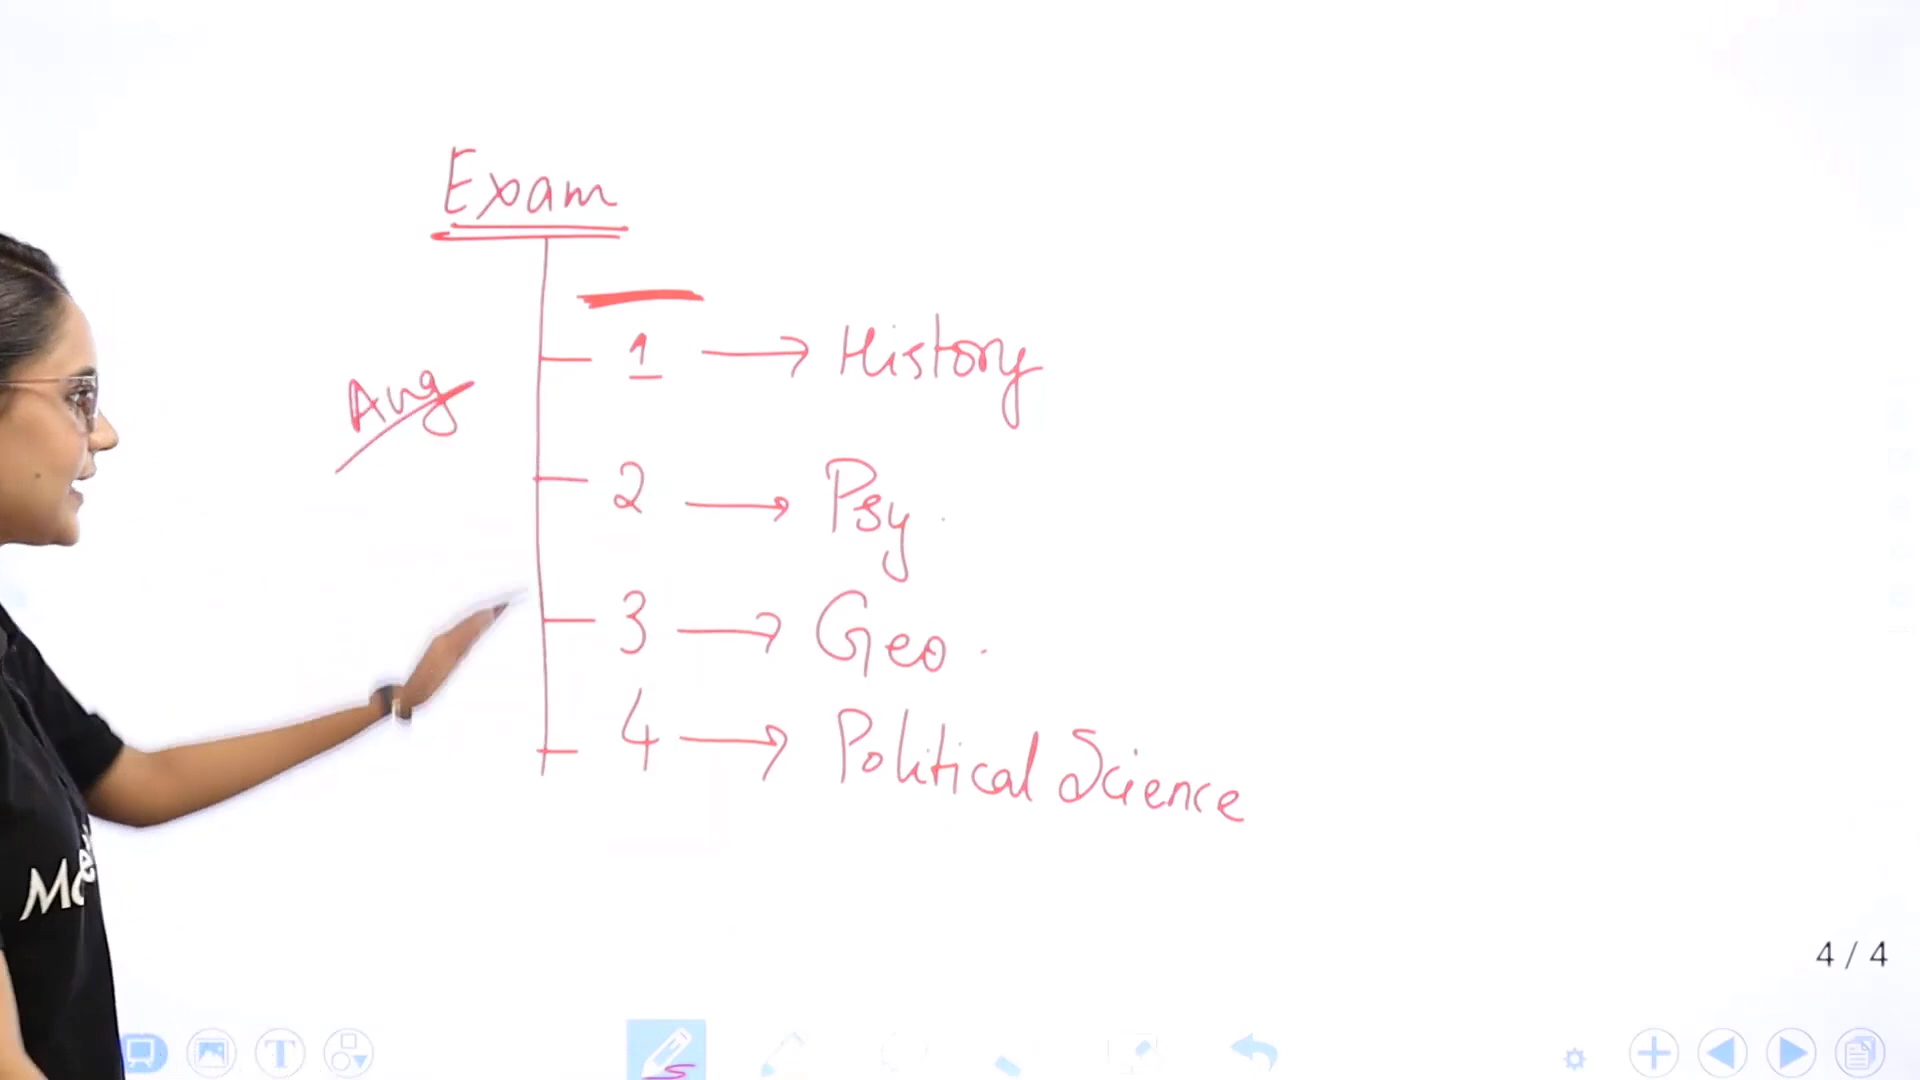 Exam
1 → History
Aug
2 → Psy.
3 → Geo.
4 → Political Science
4 / 4